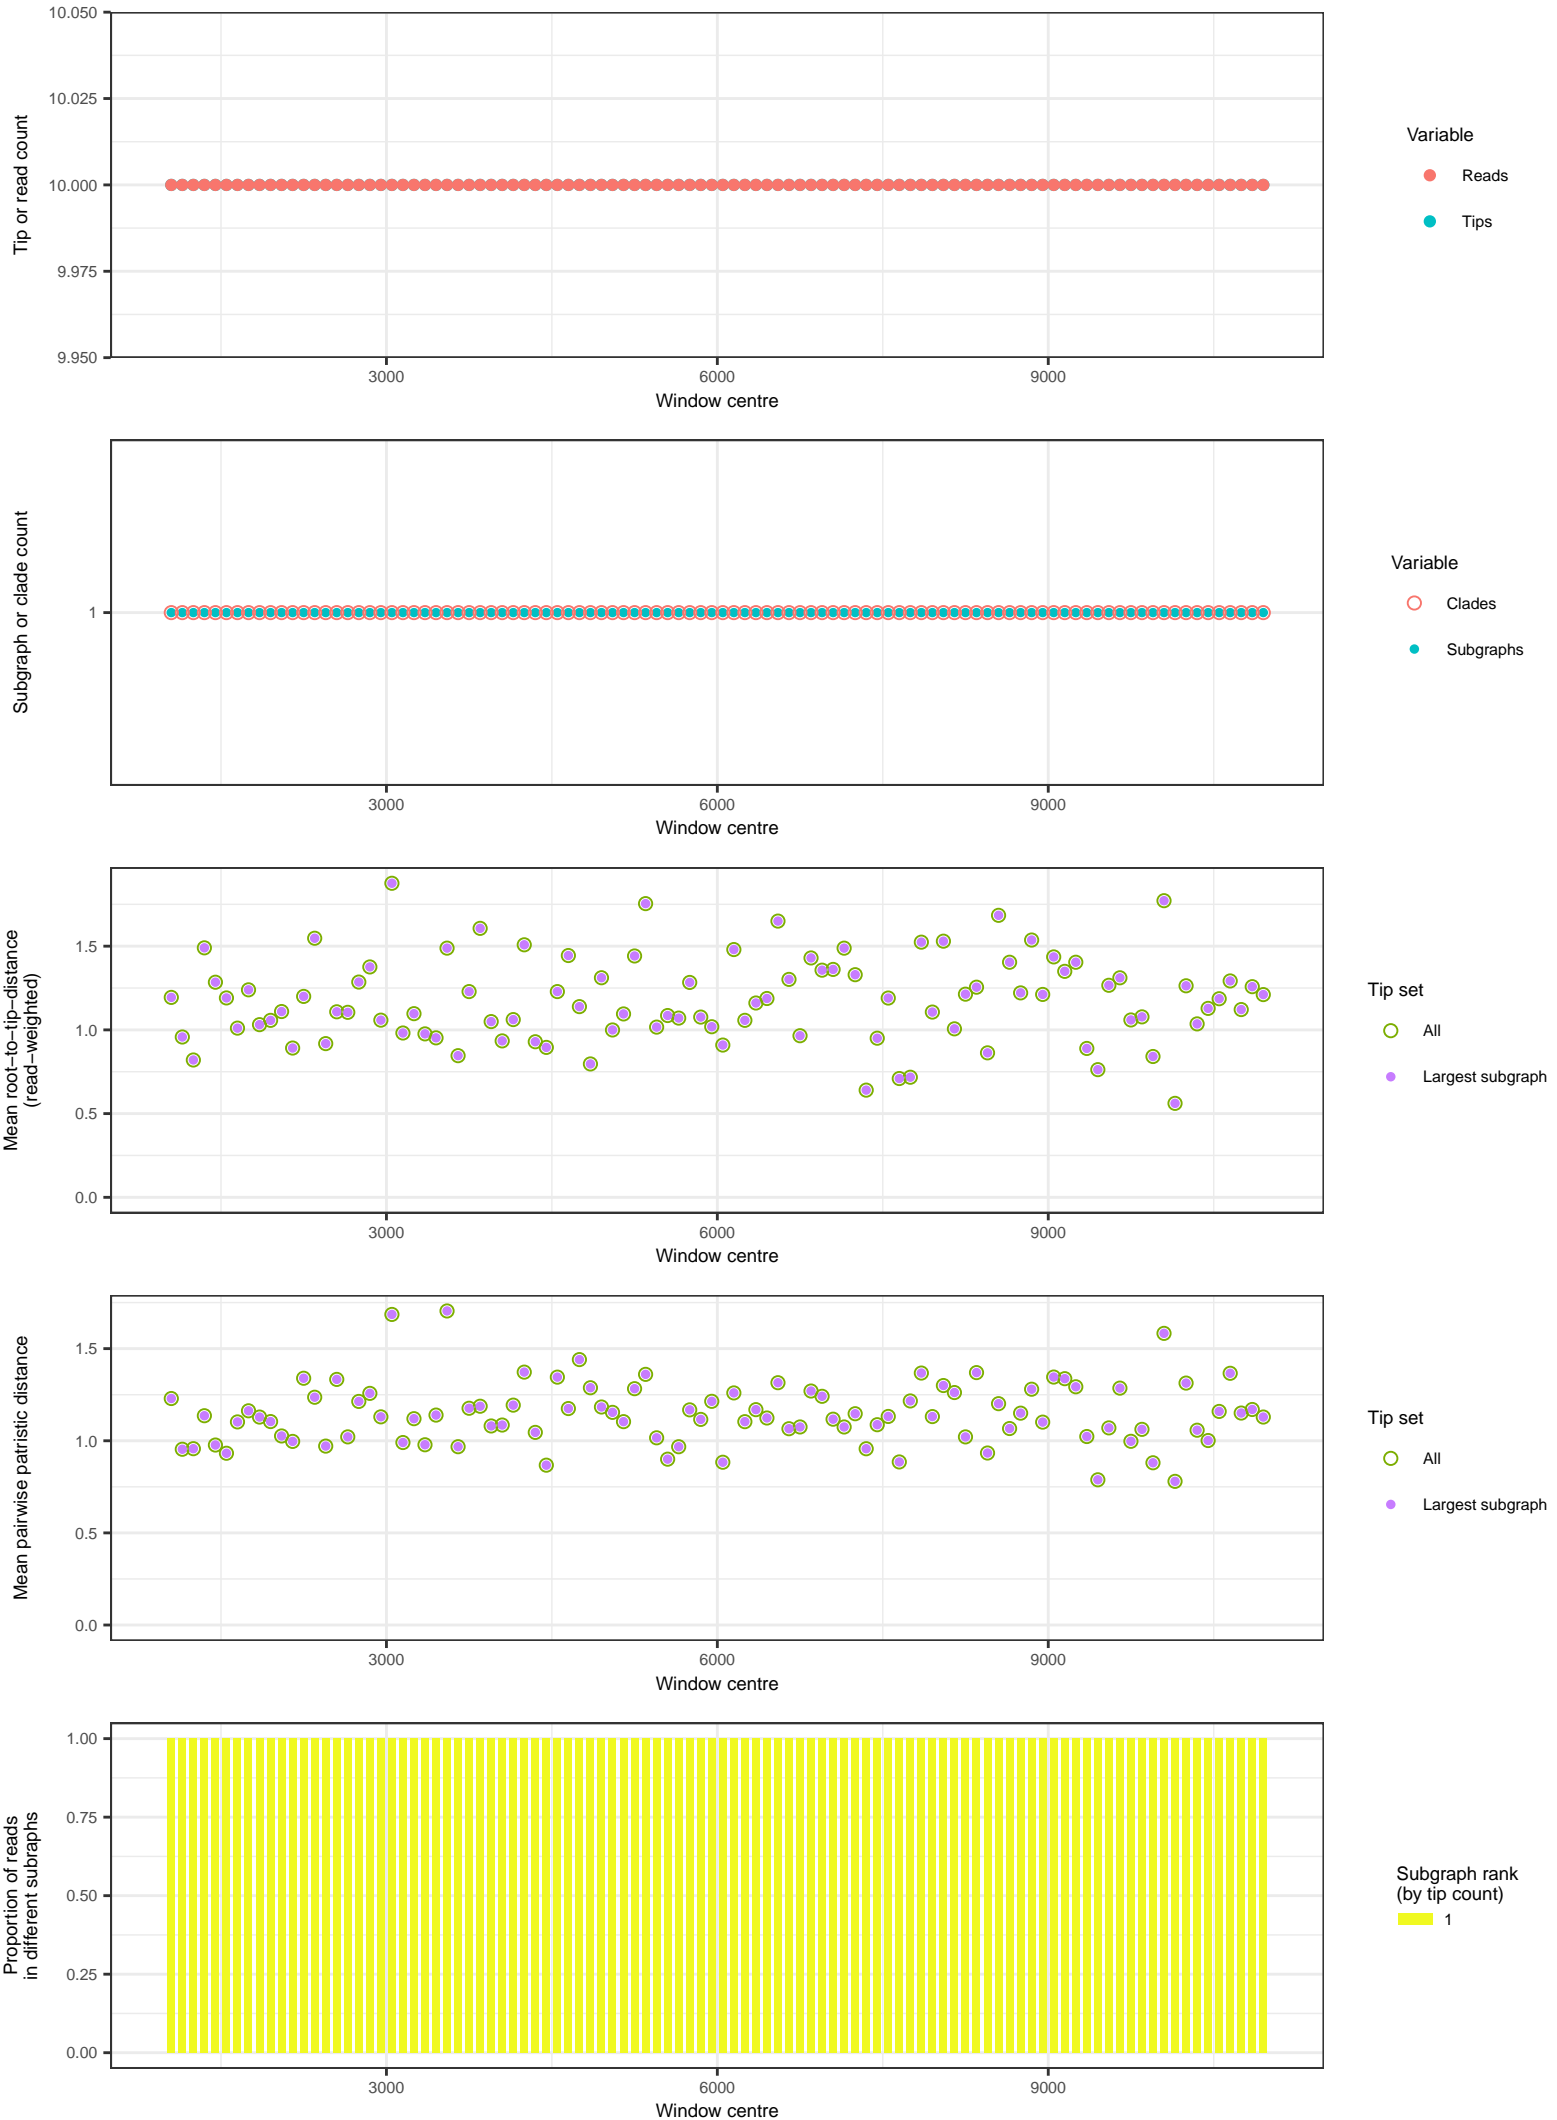 10.050
10.025
10.000
9.975
9.950
Tip or read count
3000 6000 9000
Window centre
Variable
Reads
Tips
1
Subgraph or clade count
3000 6000 9000
Window centre
Variable
Clades
Subgraphs
1.5
1.0
0.5
0.0
Mean root−to−tip−distance
(read−weighted)
3000 6000 9000
Window centre
Tip set
All
Largest subgraph
1.5
1.0
0.5
0.0
Mean pairwise patristic distance
3000 6000 9000
Window centre
Tip set
All
Largest subgraph
1.00
0.75
0.50
0.25
0.00
Proportion of reads
in different subraphs
3000 6000 9000
Window centre
Subgraph rank
(by tip count)
1